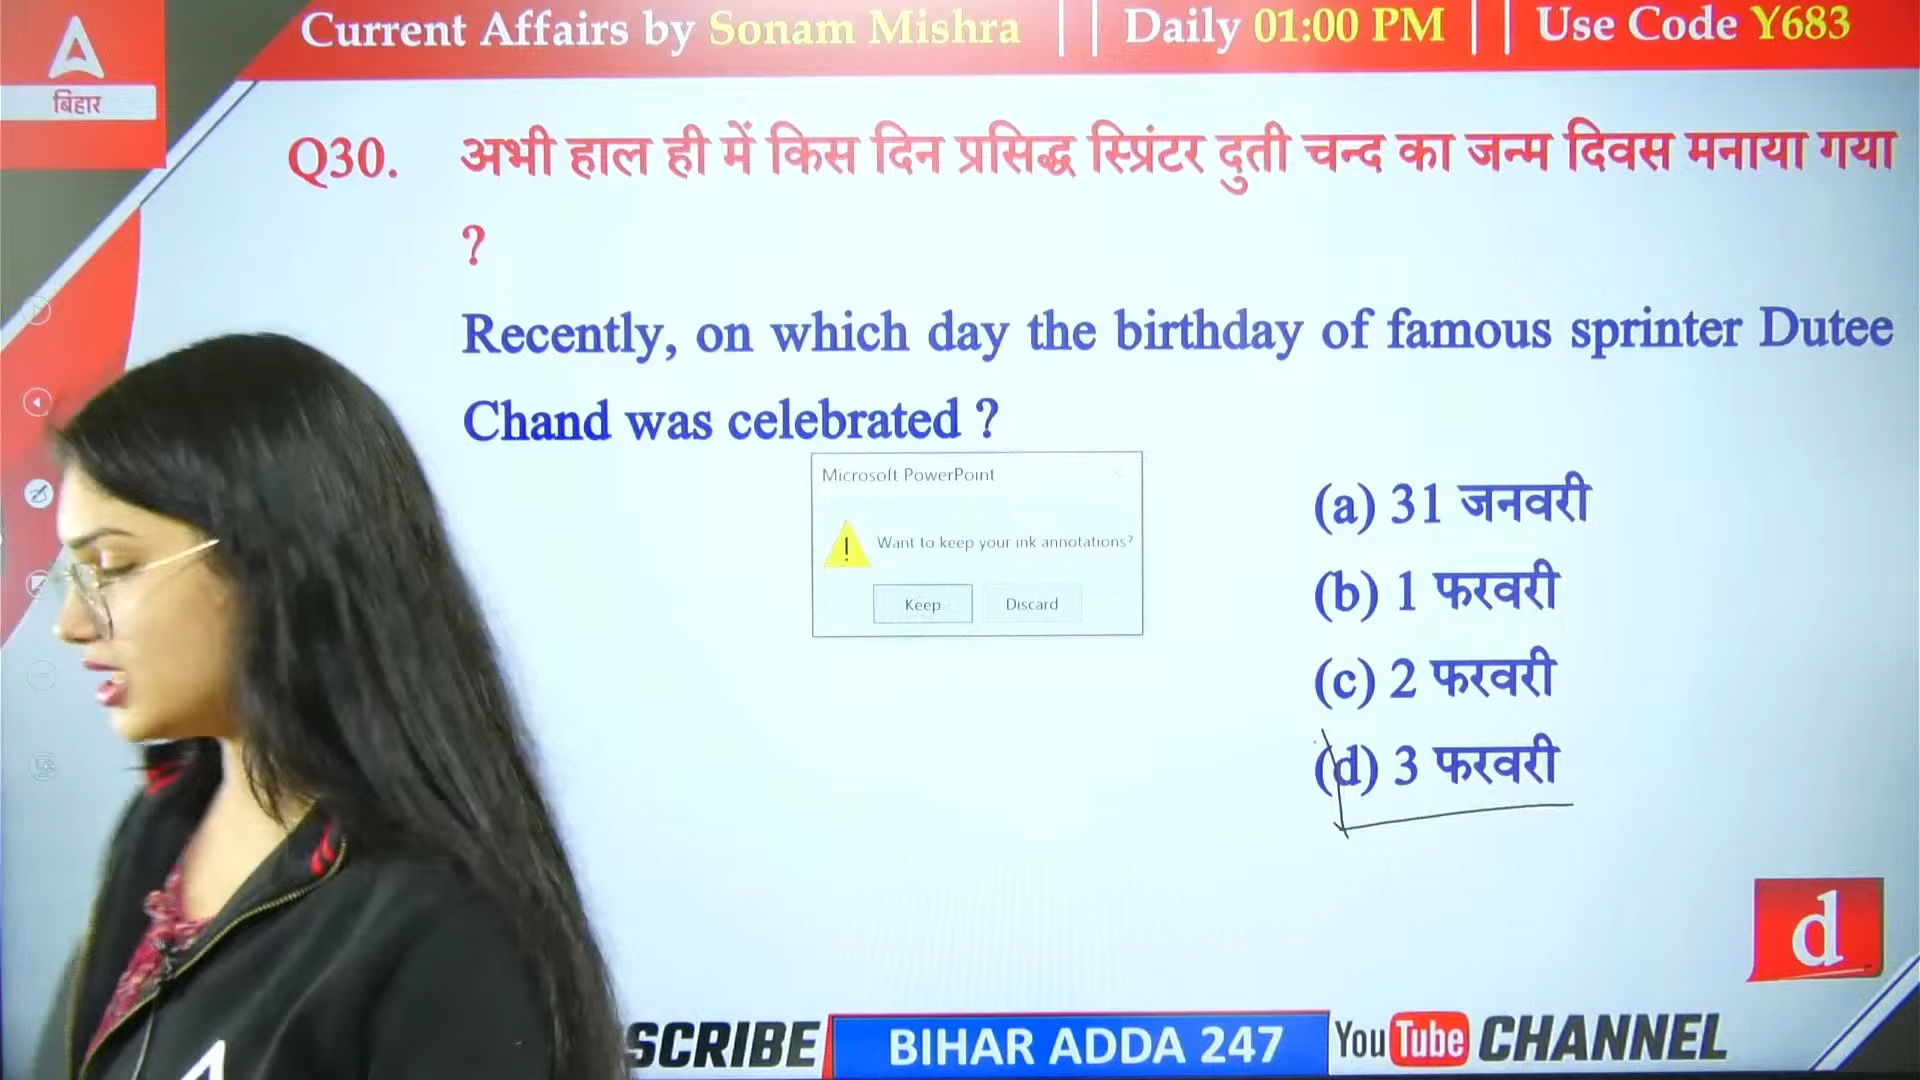 Current Affairs by Sonam Mishra || Daily 01:00 PM || Use Code Y683
A
बिहार
Q30. अभी हाल ही में किस दिन प्रसिद्ध स्प्रिंटर दुती चन्द का जन्म दिवस मनाया गया
?
Recently, on which day the birthday of famous sprinter Dutee
Chand was celebrated ?
Microsoft PowerPoint
Want to keep your ink annotations?
Keep Discard
(a) 31 जनवरी
(b) 1 फरवरी
(c) 2 फरवरी
(d) 3 फरवरी
d
SCRIBE BIHAR ADDA 247 YouTube CHANNEL